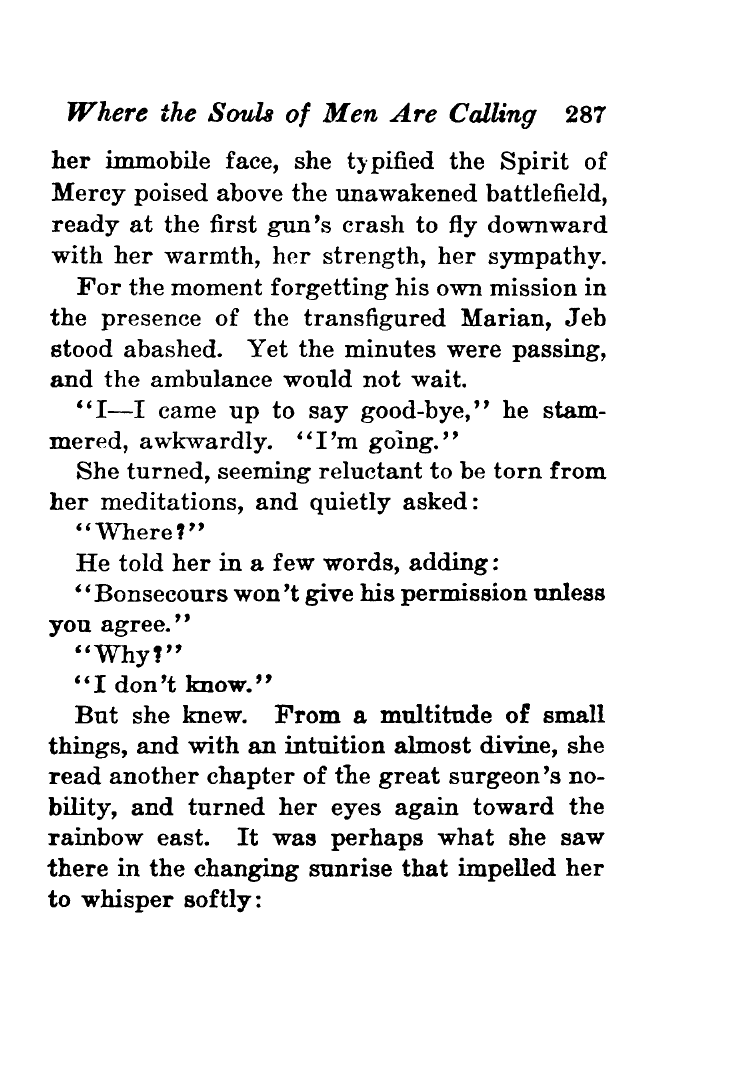 Where the Souls of Men Are Calling 287
her immobile face, she typified the Spirit of
Mercy poised above the unawakened battlefield,
ready at the first gun's crash to fly downward
with her warmth, her strength, her sympathy.
For the moment forgetting his own mission in
the presence of the transfigured Marian, Jeb
stood abashed. Yet the minutes were passing,
and the ambulance would not wait.
"I—I came up to say good-bye," he stam-
mered, awkwardly. "I'm going."
She turned, seeming reluctant to be torn from
her meditations, and quietly asked:
"Where?"
He told her in a few words, adding:
"Bonsecours won't give his permission unless
you agree."
"Why?"
"I don't know."
But she knew. From a multitude of small
things, and with an intuition almost divine, she
read another chapter of the great surgeon's no-
bility, and turned her eyes again toward the
rainbow east. It was perhaps what she saw
there in the changing sunrise that impelled her
to whisper softly: